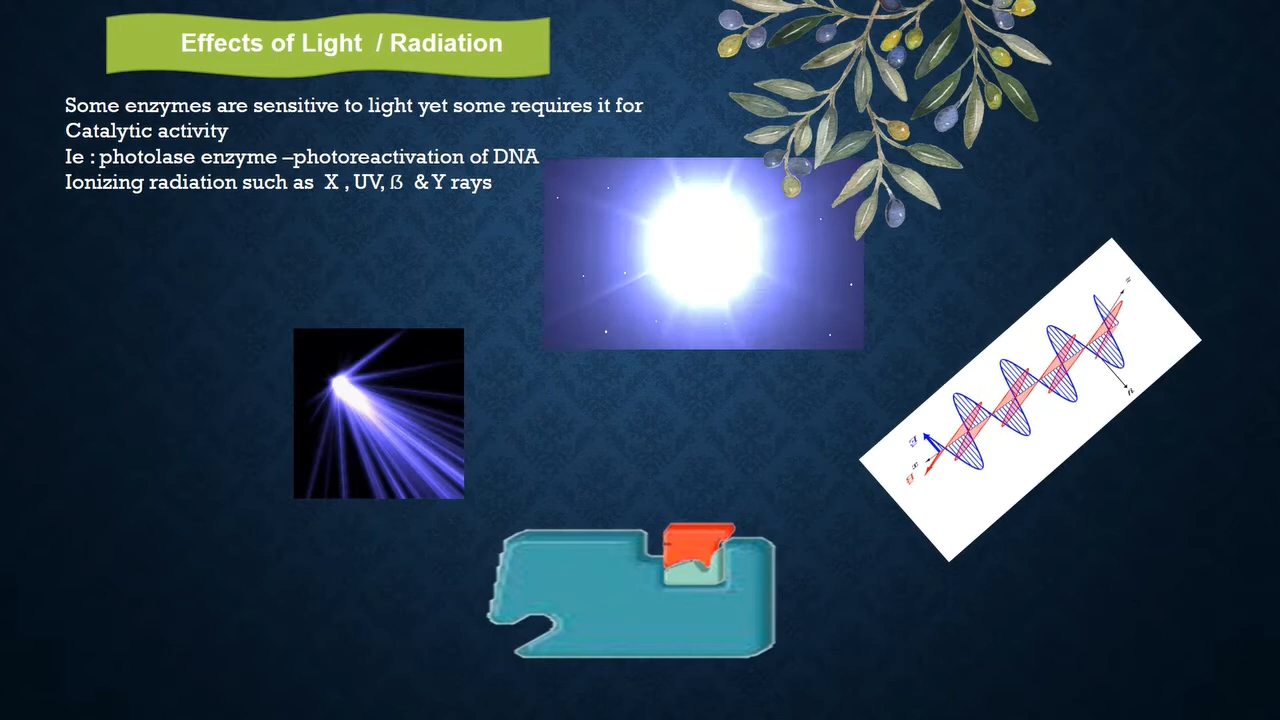 Effects of Light / Radiation
Some enzymes are sensitive to light yet some requires it for
Catalytic activity
Ie : photolase enzyme –photoreactivation of DNA
Ionizing radiation such as X , UV, ß & Y rays